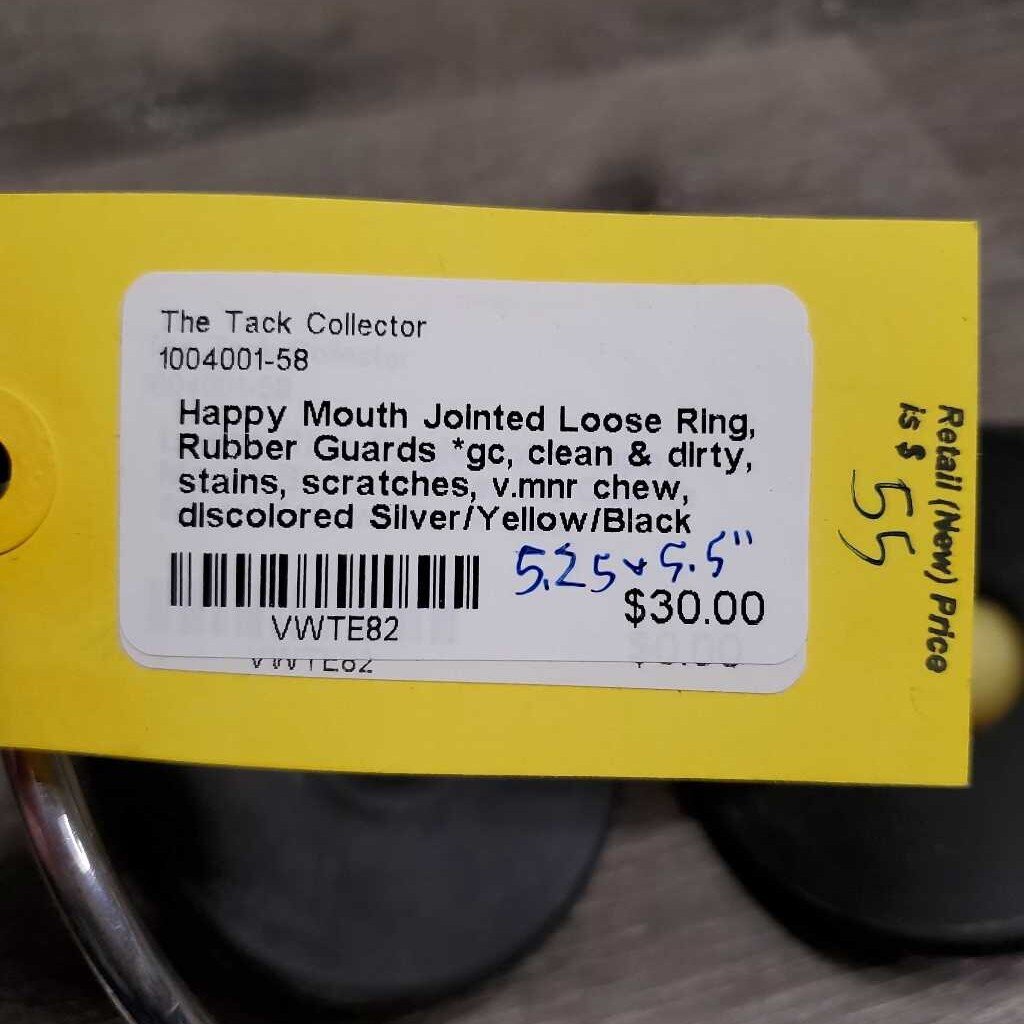 The Tack Collector
1004001-58
Happy Mouth Jointed Loose Ring,
Rubber Guards *gc, clean & dirty,
stains, scratches, v.mnr chew,
discolored Silver/Yellow/Black
5.25 x 5.5"
$30.00
VWTE82
VWTE82
Retail (New) Price
is $ 55